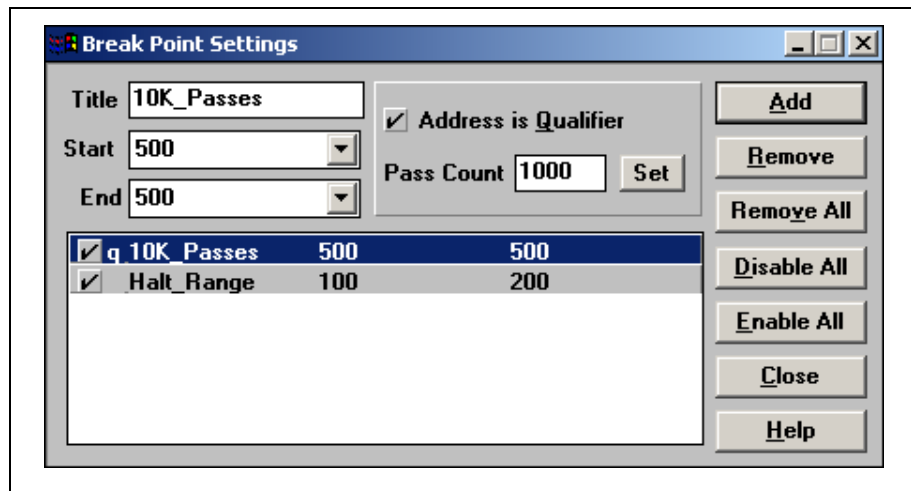 Break Point Settings
Title 10K_Passes
Start 500
End 500
Address is Qualifier
Pass Count 1000 Set
q 10K_Passes 500 500
Halt_Range 100 200
Add
Remove
Remove All
Disable All
Enable All
Close
Help